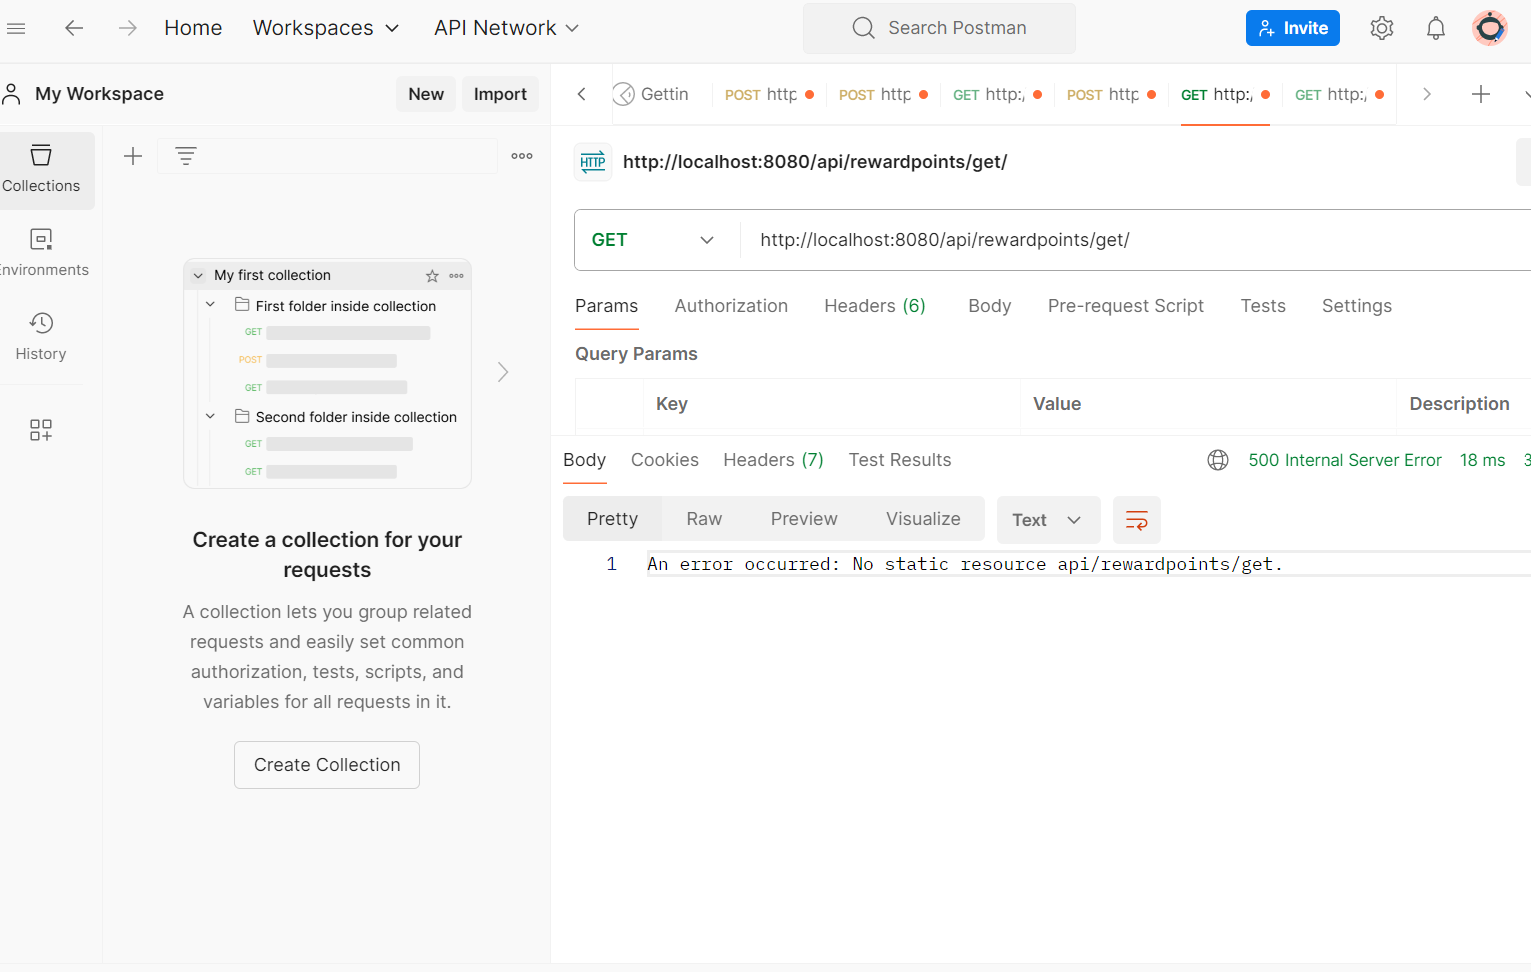 Home Workspaces API Network Search Postman Invite
My Workspace New Import
Gettin POST http POST http GET http:/ POST http GET http:/ GET http:/
Collections
Environments
History
My first collection
First folder inside collection
GET
POST
GET
Second folder inside collection
GET
GET
Create a collection for your
requests
A collection lets you group related
requests and easily set common
authorization, tests, scripts, and
variables for all requests in it.
Create Collection
HTTP http://localhost:8080/api/rewardpoints/get/
GET http://localhost:8080/api/rewardpoints/get/
Params Authorization Headers (6) Body Pre-request Script Tests Settings
Query Params
Key Value Description
Body Cookies Headers (7) Test Results 500 Internal Server Error 18 ms 3
Pretty Raw Preview Visualize Text
1 An error occurred: No static resource api/rewardpoints/get.